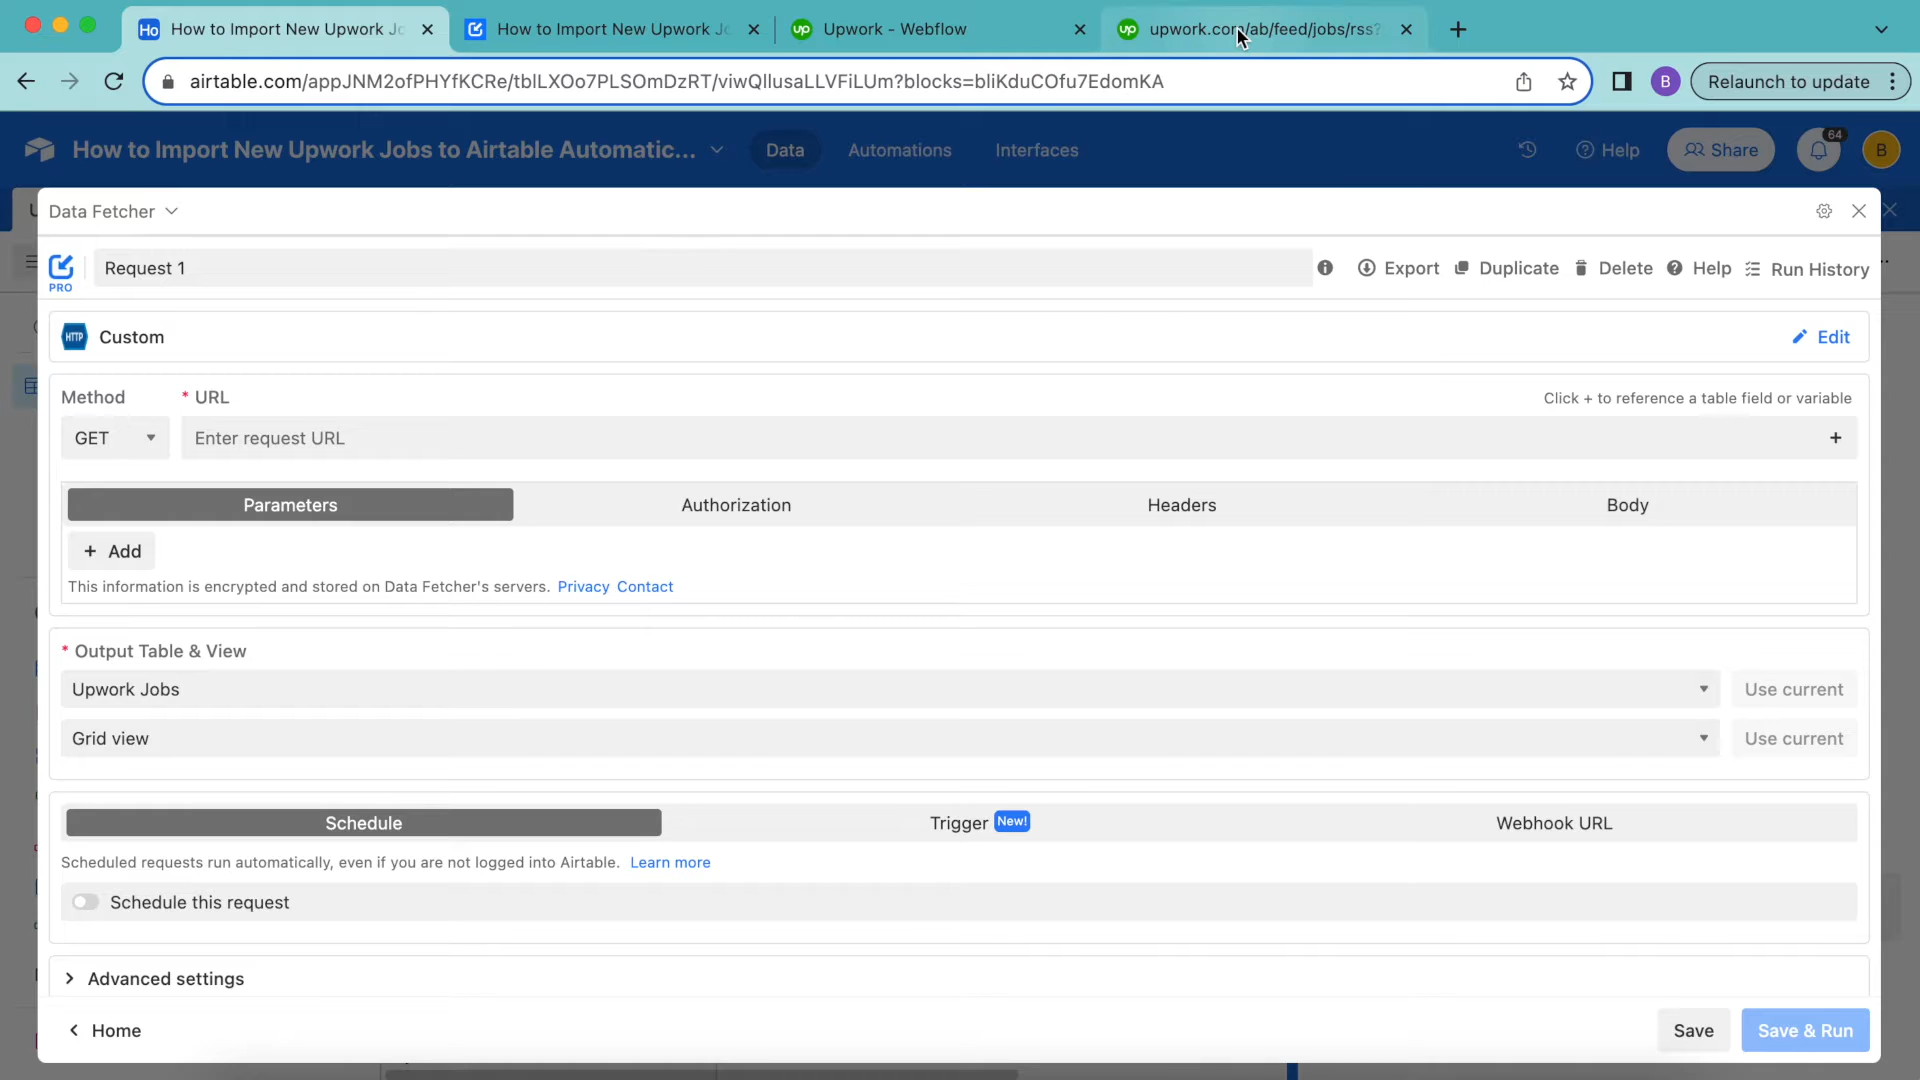 Ho How to Import New Upwork Jo
How to Import New Upwork Jo
up Upwork - Webflow
up upwork.com/ab/feed/jobs/rss?
airtable.com/appJNM2ofPHYfKCRe/tblLXOo7PLSOmDzRT/viwQllusaLLVFiLUm?blocks=bliKduCOfu7EdomKA
B
Relaunch to update
How to Import New Upwork Jobs to Airtable Automatic...
Data
Automations
Interfaces
Help
Share
64
B
Data Fetcher
PRO
Request 1
Export
Duplicate
Delete
Help
Run History
HTTP Custom
Edit
Method
* URL
Click + to reference a table field or variable
GET
Enter request URL
+
Parameters
Authorization
Headers
Body
+ Add
This information is encrypted and stored on Data Fetcher's servers. Privacy Contact
* Output Table & View
Upwork Jobs
Use current
Grid view
Use current
Schedule
Trigger New!
Webhook URL
Scheduled requests run automatically, even if you are not logged into Airtable. Learn more
Schedule this request
Advanced settings
Home
Save
Save & Run